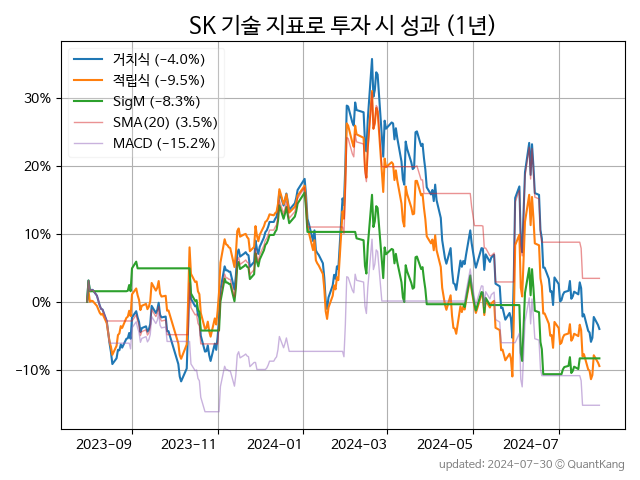 SK 기술 지표로 투자 시 성과 (1년)
거치식 (−4.0%)
적립식 (−9.5%)
SigM (−8.3%)
SMA(20) (3.5%)
MACD (−15.2%)
30%
20%
10%
0%
−10%
2023-09 2023-11 2024-01 2024-03 2024-05 2024-07
updated: 2024-07-30 © QuantKang